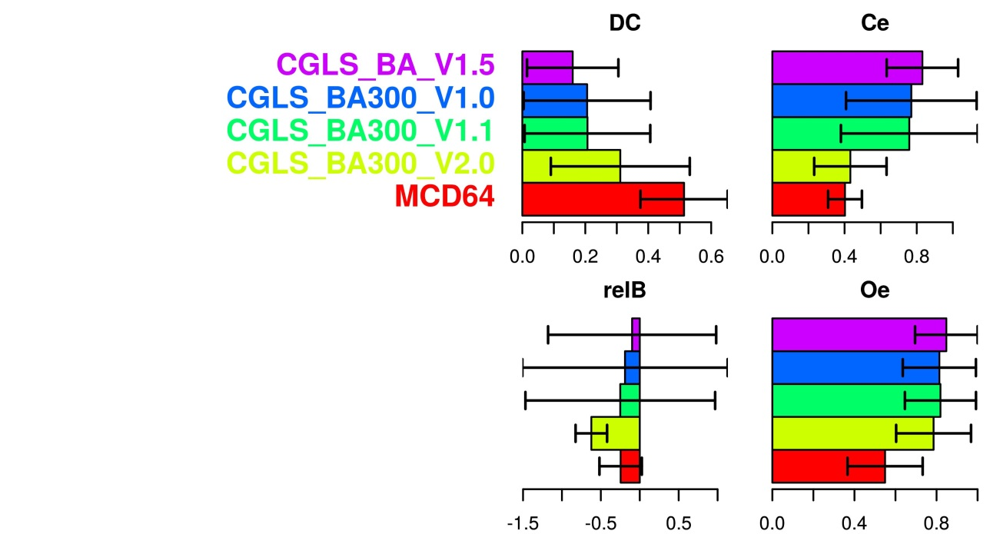 DC
Ce
CGLS_BA_V1.5
CGLS_BA300_V1.0
CGLS_BA300_V1.1
CGLS_BA300_V2.0
MCD64
0.0 0.2 0.4 0.6
0.0 0.4 0.8
relB
Oe
-1.5 -0.5 0.5
0.0 0.4 0.8